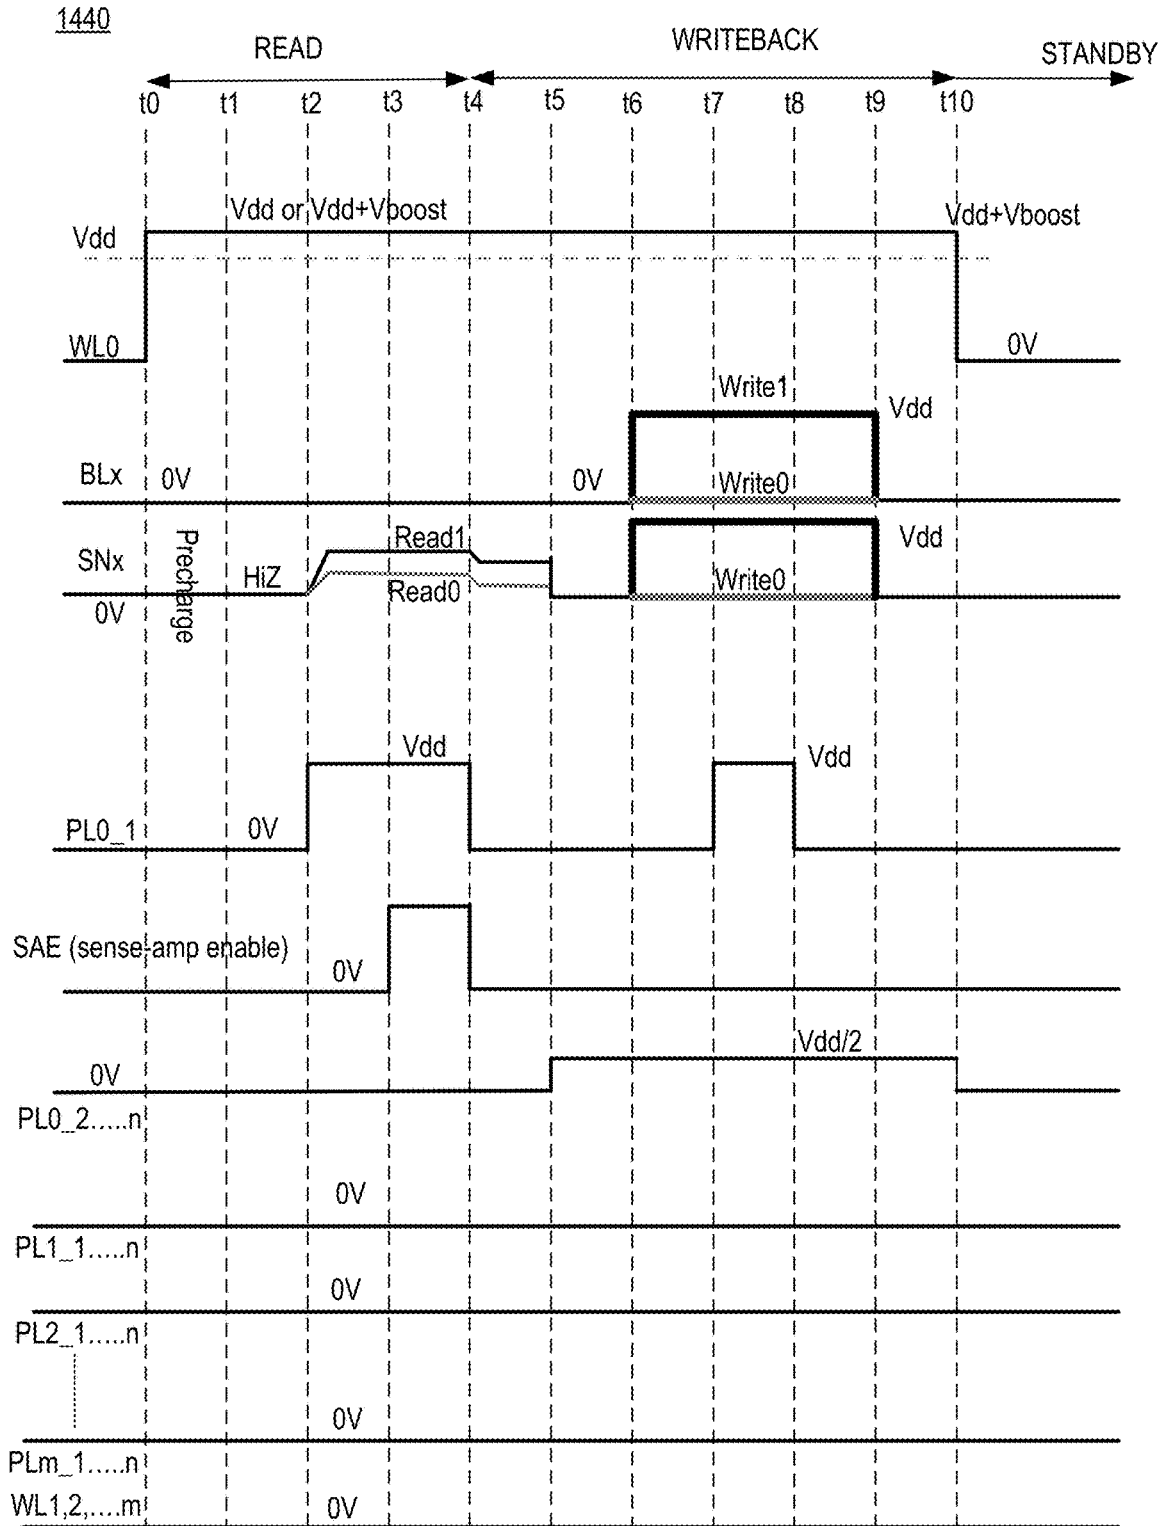 1440
READ
WRITEBACK
STANDBY
t0 t1 t2 t3 t4 t5 t6 t7 t8 t9 t10
Vdd or Vdd+Vboost
Vdd+Vboost
Vdd
WL0
0V
Write1
Vdd
BLx
0V
0V
Write0
Precharge
Read1
Vdd
SNx
HiZ
Read0
Write0
0V
Vdd
Vdd
PL0_1
0V
SAE (sense-amp enable)
0V
Vdd/2
0V
PL0_2.....n
0V
PL1_1.....n
0V
PL2_1.....n
0V
PLm_1.....n
WL1,2,....m
0V